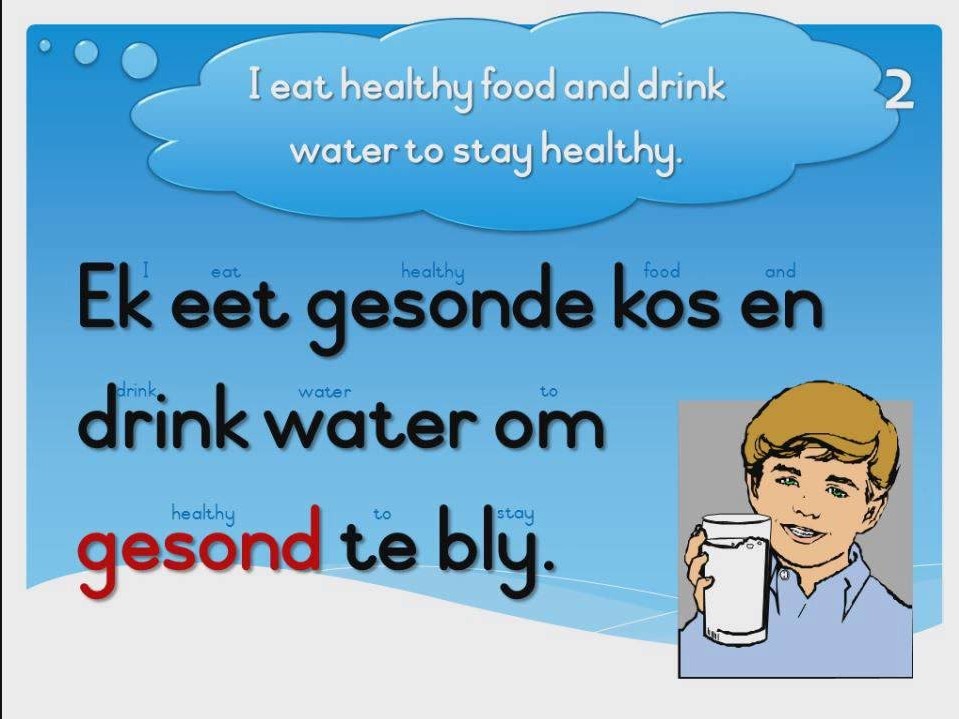 I eat healthy food and drink
2
water to stay healthy.
I eat healthy food and
Ek eet gesonde kos en
drink water to
drink water om
healthy to stay
gesond te bly.